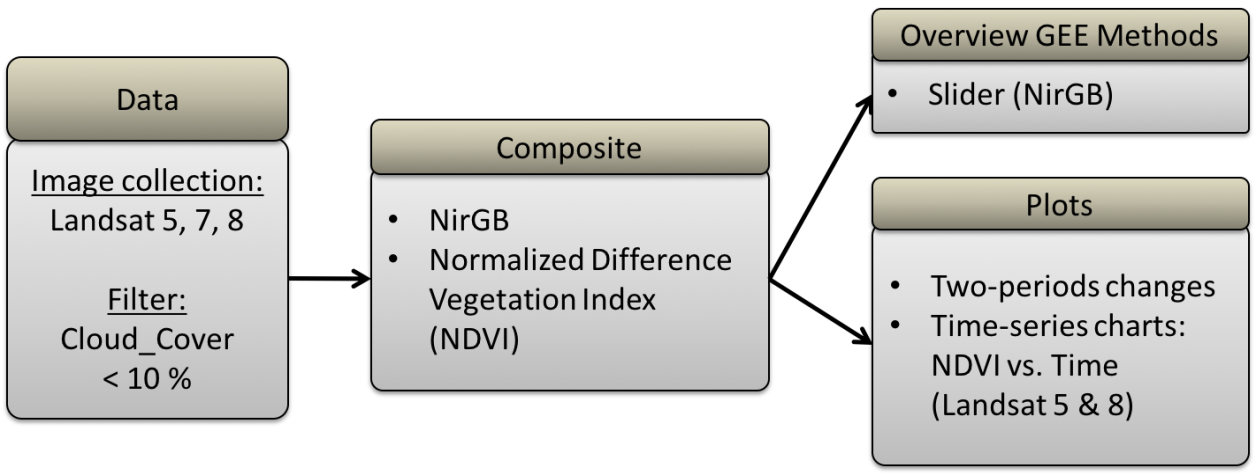 Data
Image collection:
Landsat 5, 7, 8
Filter:
Cloud_Cover
< 10 %
Composite
• NirGB
• Normalized Difference
Vegetation Index
(NDVI)
Overview GEE Methods
• Slider (NirGB)
Plots
• Two-periods changes
• Time-series charts:
NDVI vs. Time
(Landsat 5 & 8)